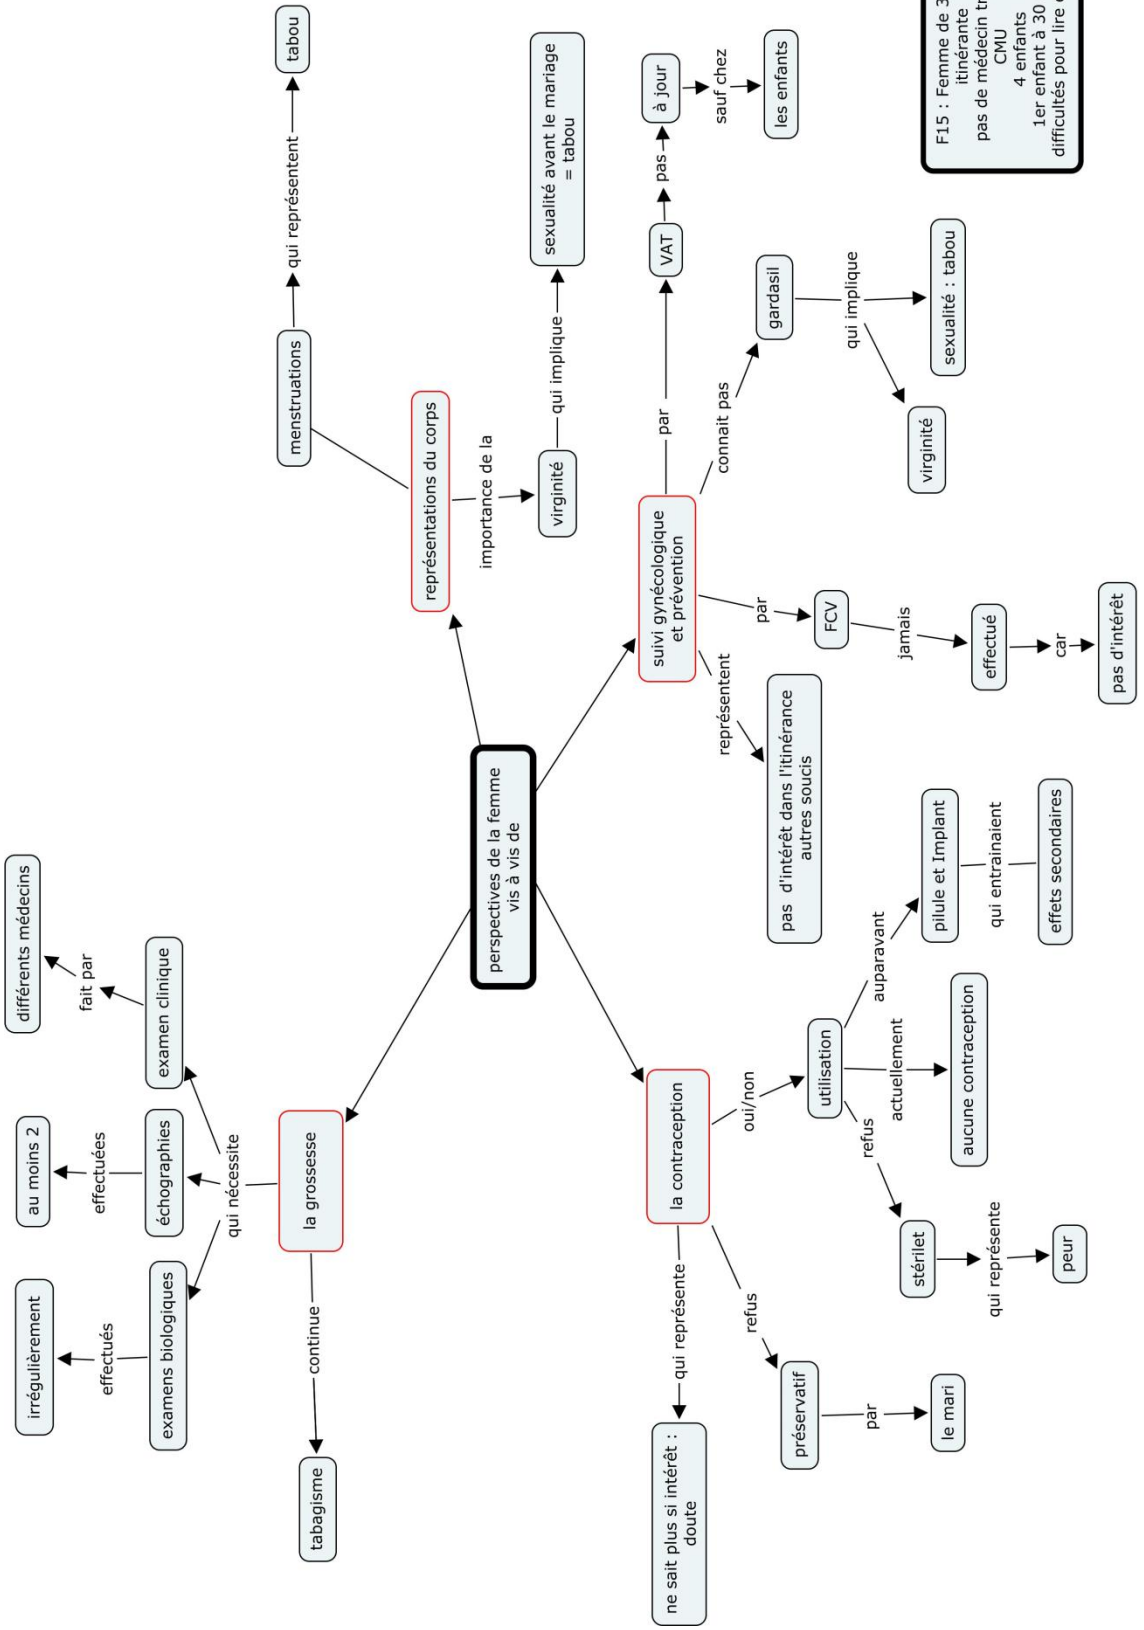 irrégulièrement
effectués
examens biologiques
au moins 2
effectuées
échographies
différents médecins
fait par
examen clinique
qui nécessite
la grossesse
continue
tabagisme
tabou
qui représentent
menstruations
représentations du corps
importance de la
virginité
qui implique
sexualité avant le mariage
= tabou
perspectives de la femme
vis à vis de
la contraception
qui représente
ne sait plus si intérêt :
doute
refus
préservatif
par
le mari
oui/non
utilisation
refus
stérilet
qui représente
peur
actuellement
aucune contraception
auparavant
pilule et Implant
qui entrainaient
effets secondaires
suivi gynécologique
et prévention
représentent
pas d'intérêt dans l'itinérance
autres soucis
par
FCV
jamais
effectué
car
pas d'intérêt
connait pas
gardasil
qui implique
virginité
sexualité : tabou
par
VAT
pas
à jour
sauf chez
les enfants
F15 : Femme de 3
itinérante
pas de médecin
CMU
4 enfants
1er enfant à 30
difficultés pour lire